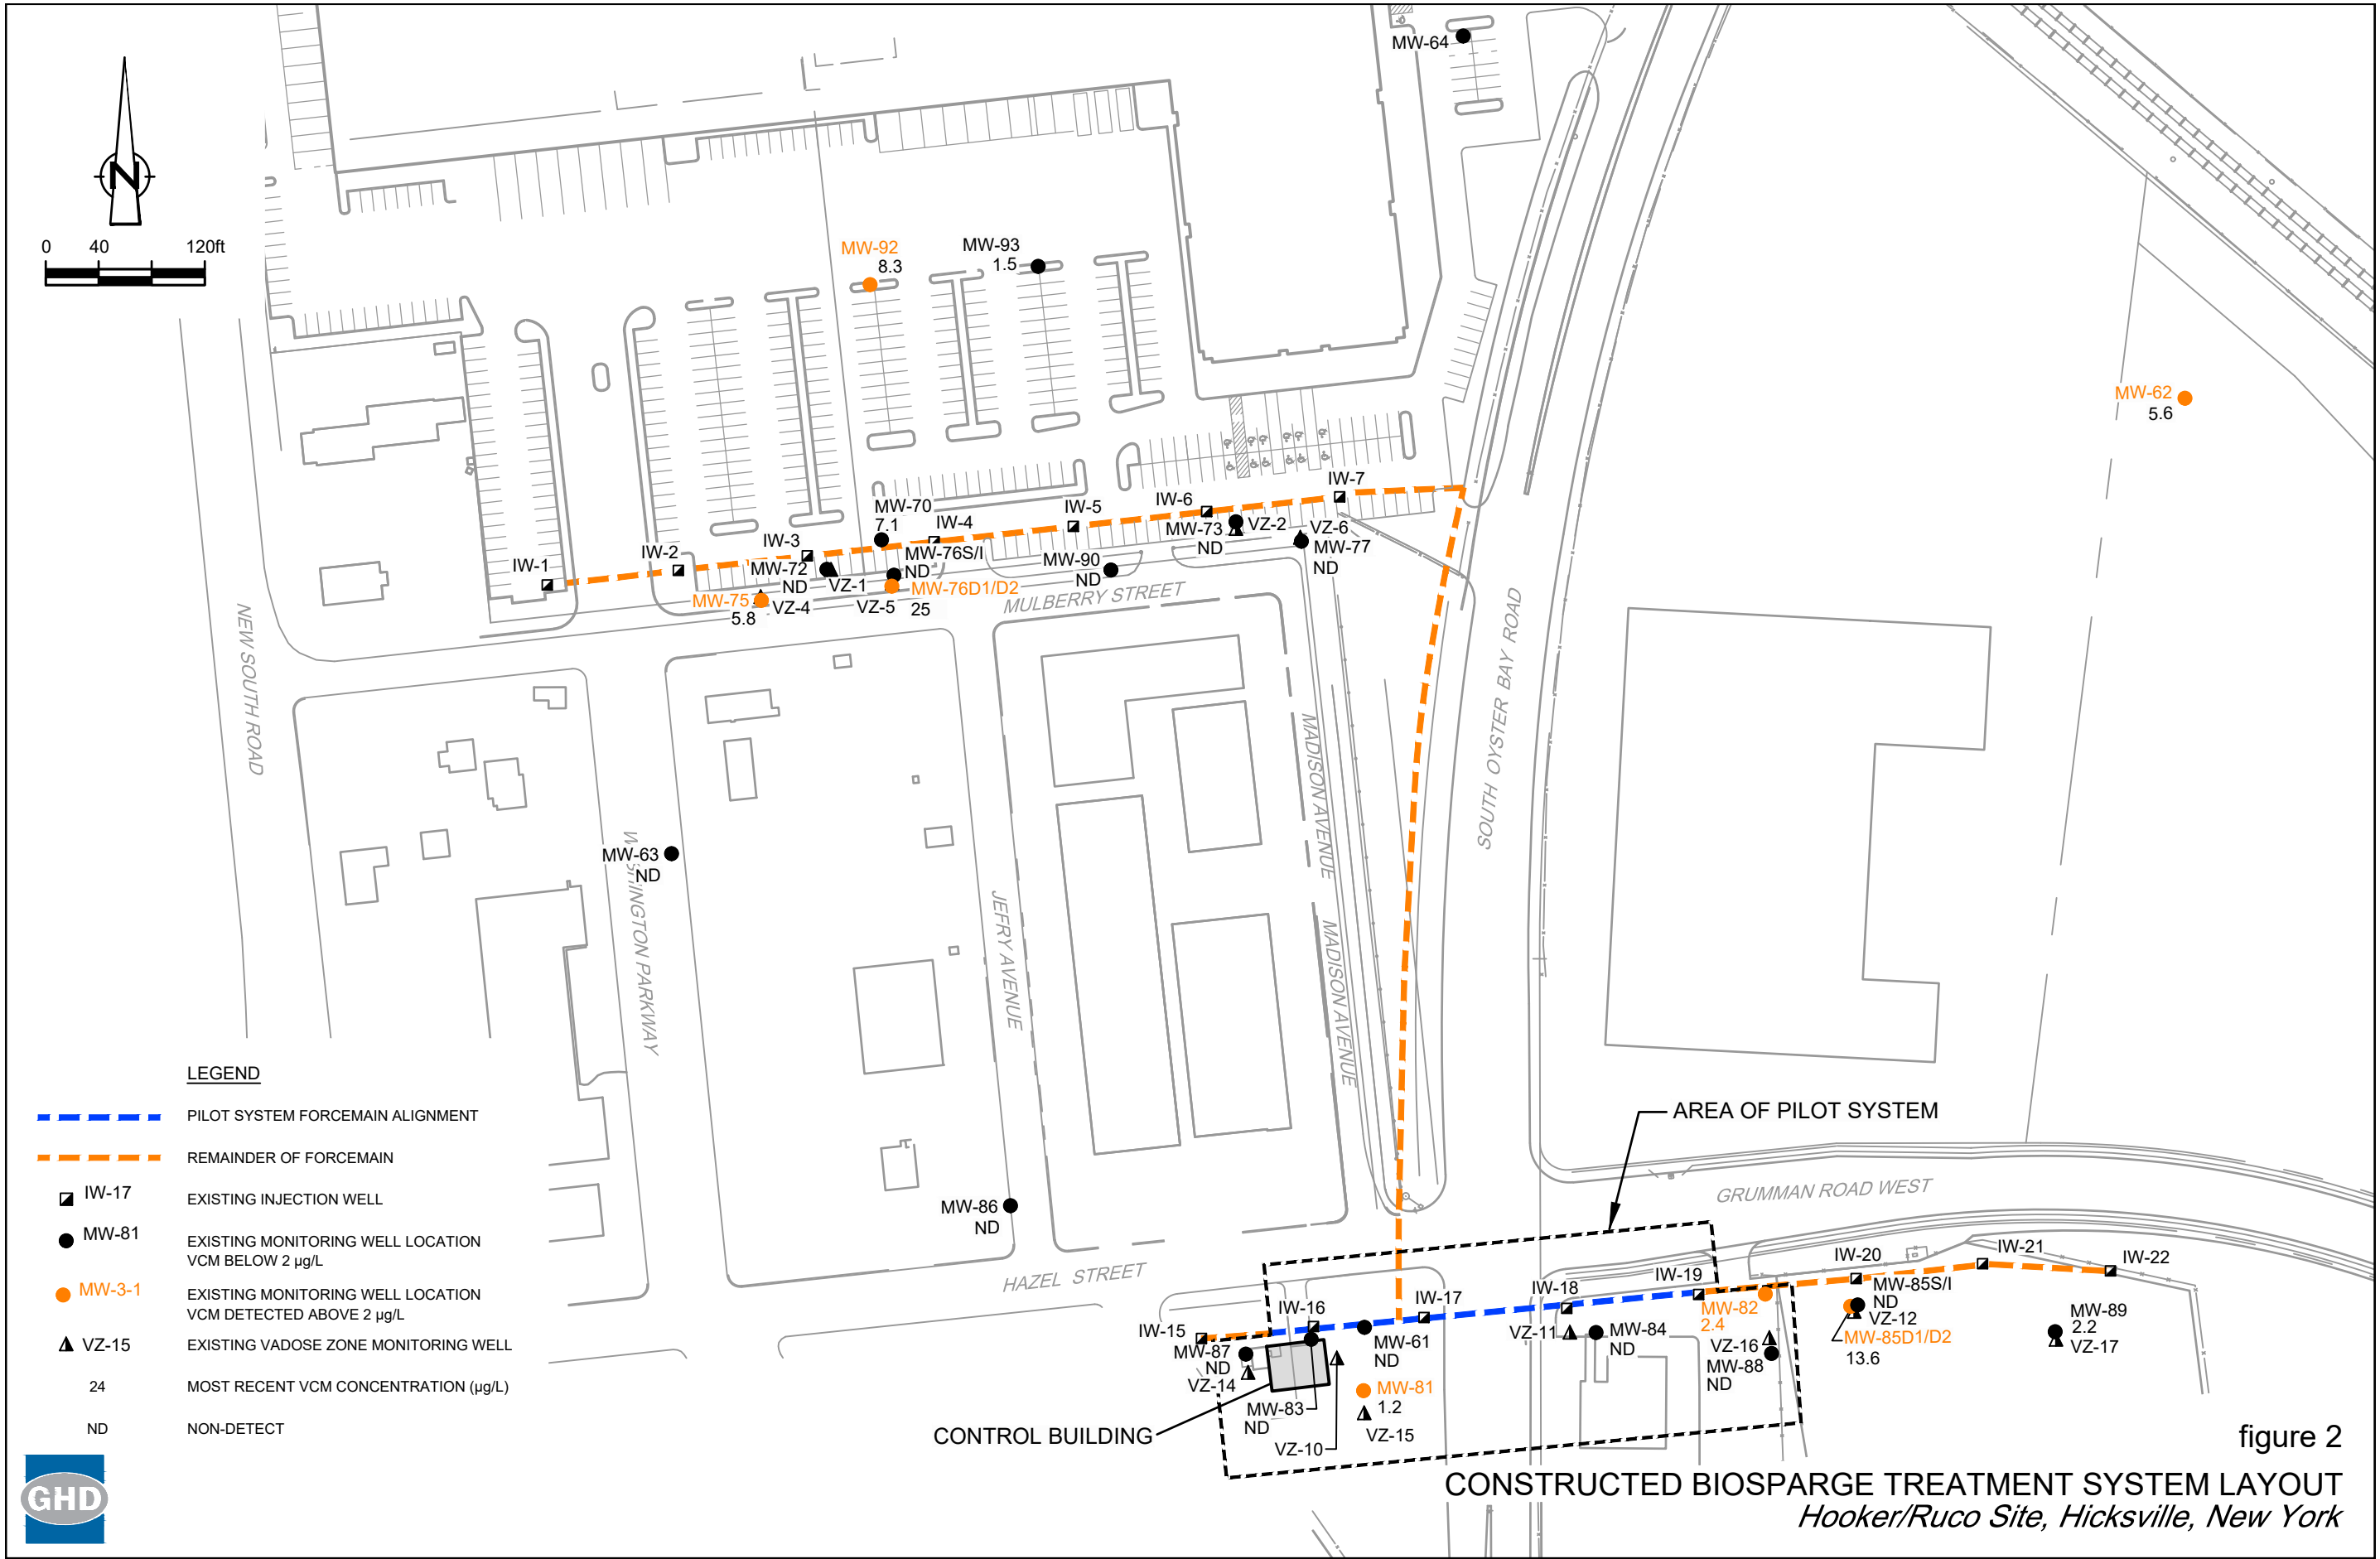 MW-64
N
0 40 120ft
MW-92
8.3
MW-93
1.5
MW-62
5.6
IW-7
IW-6
IW-5
MW-70
7.1
IW-4
IW-3
IW-2
IW-1
MW-73
ND
VZ-2
VZ-6
MW-77
ND
MW-76S/I
ND
MW-72
ND
VZ-1
MW-90
ND
MW-75
5.8
VZ-4
VZ-5
MW-76D1/D2
25
MULBERRY STREET
NEW SOUTH ROAD
SOUTH OYSTER BAY ROAD
MADISON AVENUE
MADISON AVENUE
MW-63
ND
WASHINGTON PARKWAY
JEFRY AVENUE
MW-86
ND
HAZEL STREET
AREA OF PILOT SYSTEM
GRUMMAN ROAD WEST
IW-15
IW-16
IW-17
IW-18
IW-19
IW-20
IW-21
IW-22
MW-87
ND
VZ-14
MW-61
ND
MW-81
1.2
VZ-15
MW-83
ND
VZ-10
VZ-11
MW-84
ND
MW-82
2.4
VZ-16
MW-88
ND
MW-85S/I
ND
VZ-12
MW-85D1/D2
13.6
MW-89
2.2
VZ-17
CONTROL BUILDING
LEGEND
PILOT SYSTEM FORCEMAIN ALIGNMENT
REMAINDER OF FORCEMAIN
IW-17 EXISTING INJECTION WELL
MW-81 EXISTING MONITORING WELL LOCATION
VCM BELOW 2 µg/L
MW-3-1 EXISTING MONITORING WELL LOCATION
VCM DETECTED ABOVE 2 µg/L
VZ-15 EXISTING VADOSE ZONE MONITORING WELL
24 MOST RECENT VCM CONCENTRATION (µg/L)
ND NON-DETECT
GHD
figure 2
CONSTRUCTED BIOSPARGE TREATMENT SYSTEM LAYOUT
Hooker/Ruco Site, Hicksville, New York